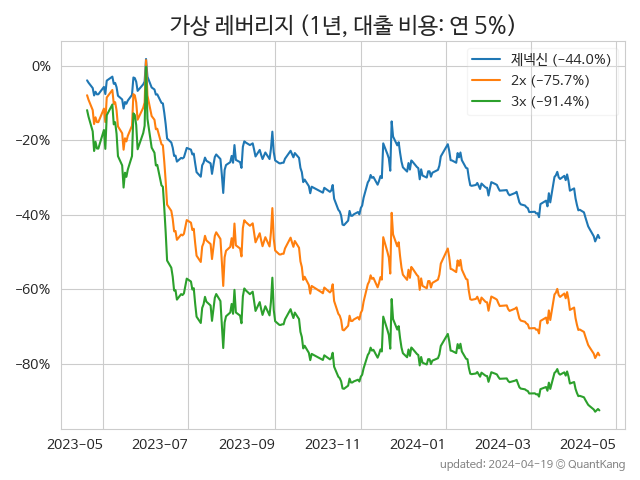 가상 레버리지 (1년, 대출 비용: 연 5%)
제넥신 (−44.0%)
2x (−75.7%)
3x (−91.4%)
0%
−20%
−40%
−60%
−80%
2023−05 2023−07 2023−09 2023−11 2024−01 2024−03 2024−05
updated: 2024−04−19 © QuantKang